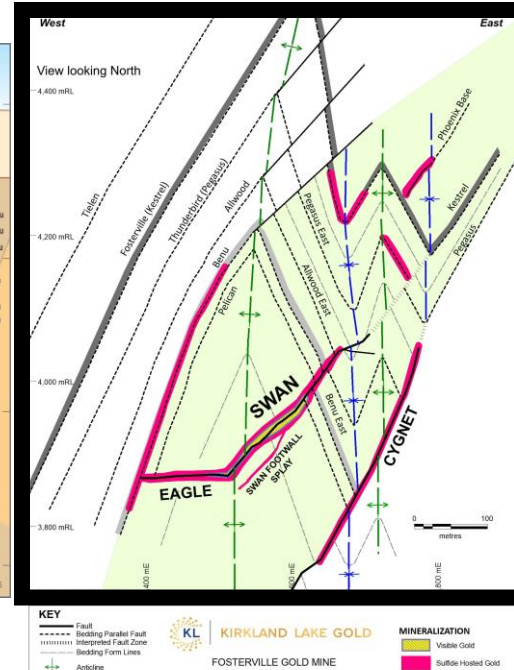 West
East
View looking North
4,400 mRL
4,200 mRL
4,000 mRL
3,800 mRL
Tielen
Fosterville (Kestrel)
Thunderbird (Pegasus)
Allwood
Benu
Pelican
Pegasus East
Allwood East
Benu East
Phoenix Base
Kestrel
Pegasus
SWAN
EAGLE
SWAN FOOTWALL
SPLAY
CYGNET
0
100
metres
400 mE
800 mE
KEY
Fault
Bedding Parallel Fault
Interpreted Fault Zone
Bedding Form Lines
Anticline
KL
KIRKLAND LAKE GOLD
FOSTERVILLE GOLD MINE
MINERALIZATION
Visible Gold
Sulfide Hosted Gold